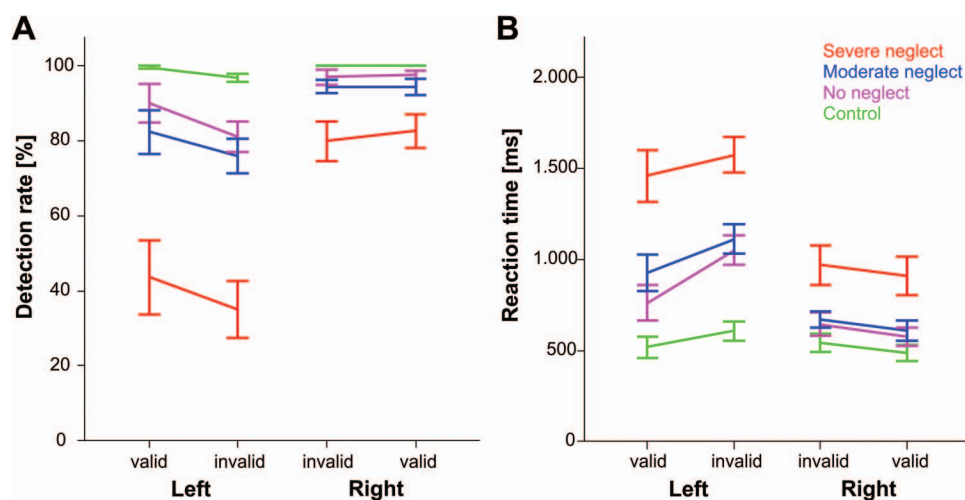 A
Detection rate [%]
100
80
60
40
20
0
valid
invalid
invalid
valid
Left
Right
B
Severe neglect
Moderate neglect
No neglect
Control
Reaction time [ms]
2.000
1.500
1.000
500
0.000
valid
invalid
invalid
valid
Left
Right